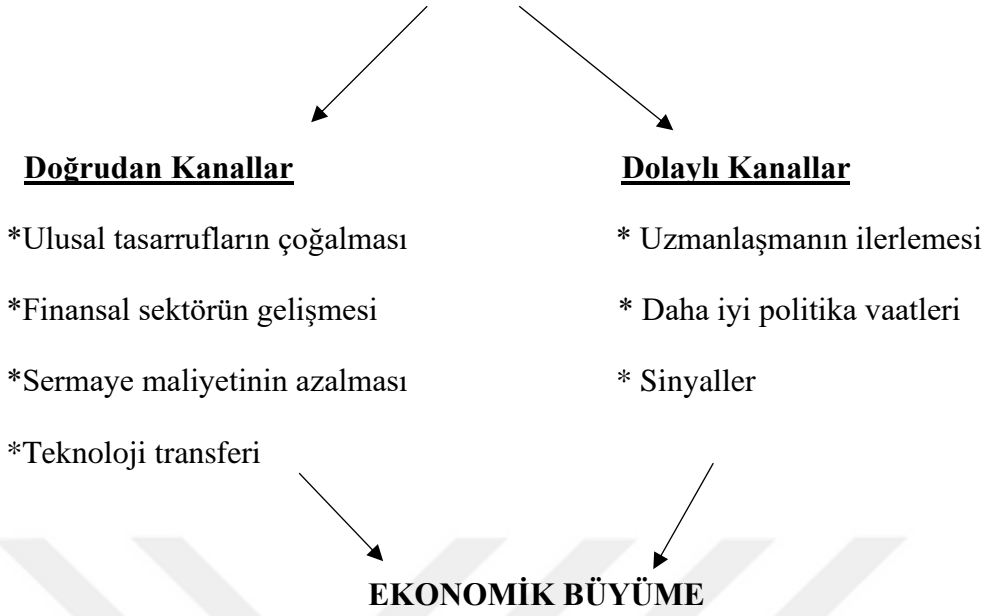 Doğrudan Kanallar
*Ulusal tasarrufların çoğalması
*Finansal sektörün gelişmesi
*Sermaye maliyetinin azalması
*Teknoloji transferi
Dolaylı Kanallar
* Uzmanlaşmanın ilerlemesi
* Daha iyi politika vaatleri
* Sinyaller
EKONOMİK BÜYÜME